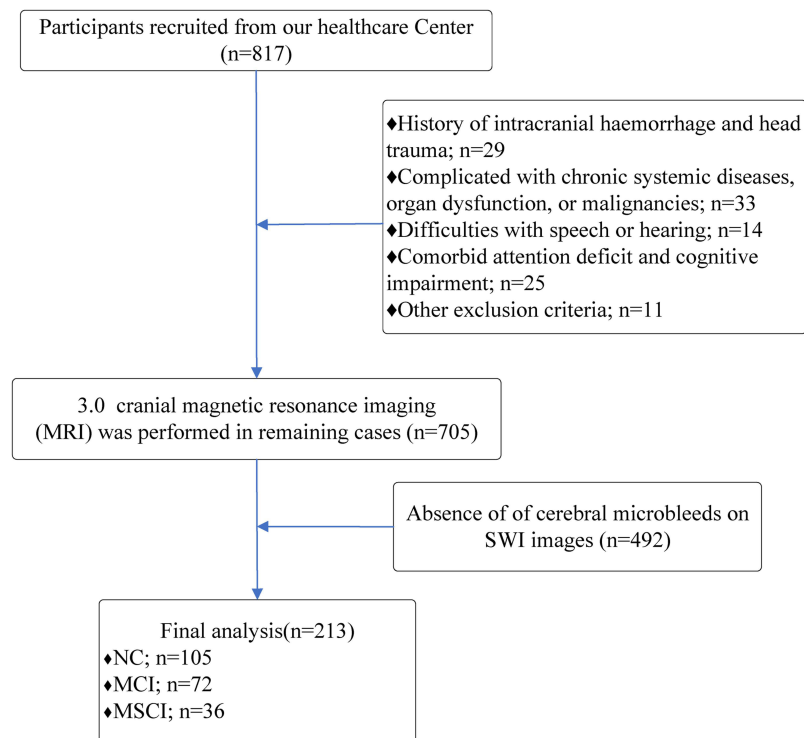 Participants recruited from our healthcare Center
(n=817)
♦History of intracranial haemorrhage and head
trauma; n=29
♦Complicated with chronic systemic diseases,
organ dysfunction, or malignancies; n=33
♦Difficulties with speech or hearing; n=14
♦Comorbid attention deficit and cognitive
impairment; n=25
♦Other exclusion criteria; n=11
3.0 cranial magnetic resonance imaging
(MRI) was performed in remaining cases (n=705)
Absence of of cerebral microbleeds on
SWI images (n=492)
Final analysis(n=213)
♦NC; n=105
♦MCI; n=72
♦MSCI; n=36